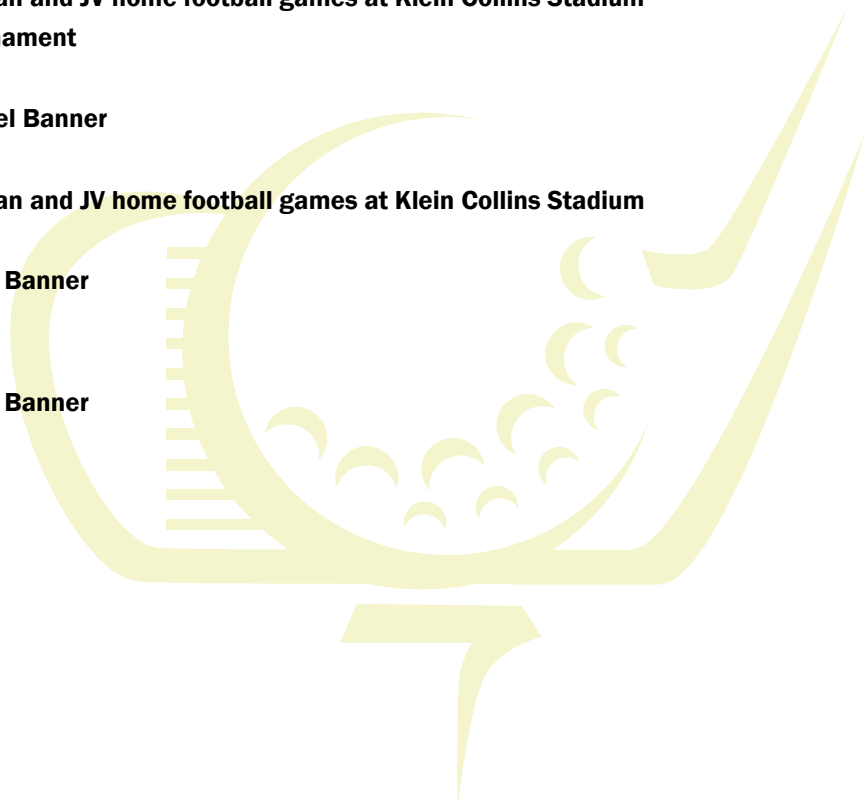 an and JV home football games at Klein Collins Stadium
nament
el Banner
an and JV home football games at Klein Collins Stadium
Banner
Banner